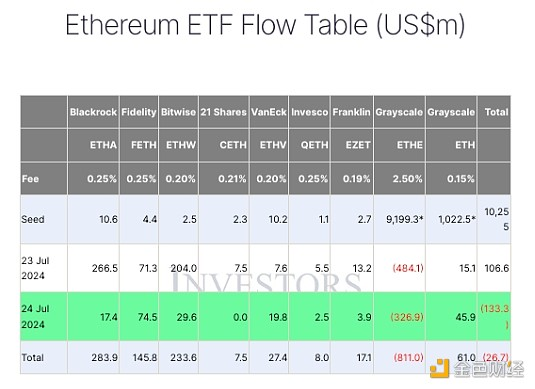 Ethereum ETF Flow Table (US$m)
Blackrock Fidelity Bitwise 21 Shares VanEck Invesco Franklin Grayscale Grayscale Total
ETHA FETH ETHW CETH ETHV QETH EZET ETHE ETH
Fee 0.25% 0.25% 0.20% 0.21% 0.20% 0.25% 0.19% 2.50% 0.15%
Seed 10.6 4.4 2.5 2.3 10.2 1.1 2.7 9,199.3* 1,022.5* 10,25
5
23 Jul
2024 266.5 71.3 204.0 7.5 7.6 5.5 13.2 (484.1) 15.1 106.6
INVESTORS
24 Jul
2024 17.4 74.5 29.6 0.0 19.8 2.5 3.9 (326.9) 45.9 (133.3
)
Total 283.9 145.8 233.6 7.5 27.4 8.0 17.1 (811.0) 61.0 (26.7)
金色财经